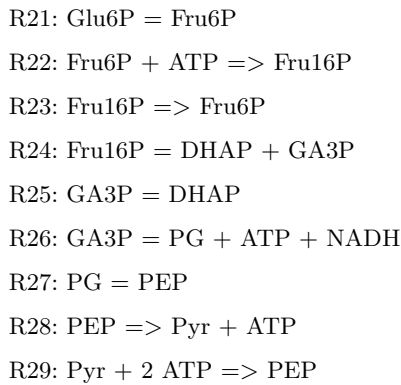 R21: Glu6P = Fru6P
R22: Fru6P + ATP => Fru16P
R23: Fru16P => Fru6P
R24: Fru16P = DHAP + GA3P
R25: GA3P = DHAP
R26: GA3P = PG + ATP + NADH
R27: PG = PEP
R28: PEP => Pyr + ATP
R29: Pyr + 2 ATP => PEP